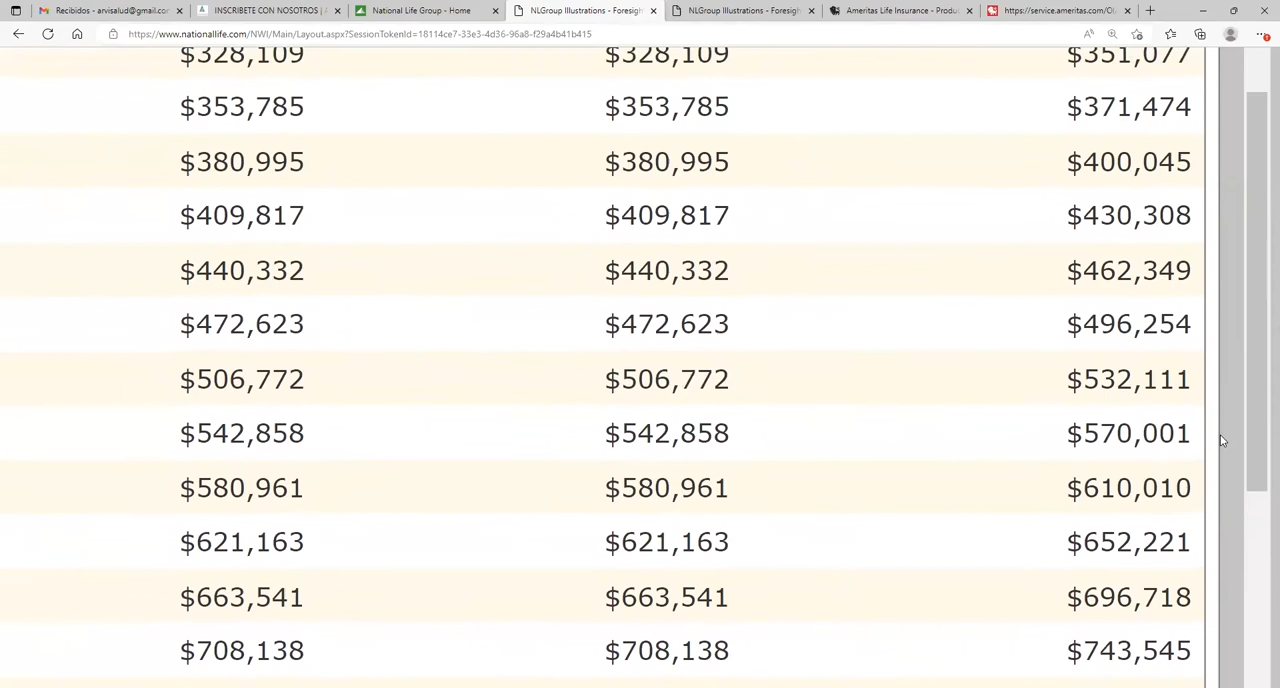 Recibidos - arvisalud@gmail.cor
INSCRIBETE CON NOSOTROS | A
National Life Group - Home
NLGroup Illustrations - Foresigh
NLGroup Illustrations - Foresigh
Ameritas Life Insurance - Produ
https://service.ameritas.com/OL
https://www.nationallife.com/NWI/Main/Layout.aspx?SessionTokenId=18114ce7-33e3-4d36-96a8-f29a4b41b415
$328,109 $328,109 $351,077
$353,785 $353,785 $371,474
$380,995 $380,995 $400,045
$409,817 $409,817 $430,308
$440,332 $440,332 $462,349
$472,623 $472,623 $496,254
$506,772 $506,772 $532,111
$542,858 $542,858 $570,001
$580,961 $580,961 $610,010
$621,163 $621,163 $652,221
$663,541 $663,541 $696,718
$708,138 $708,138 $743,545